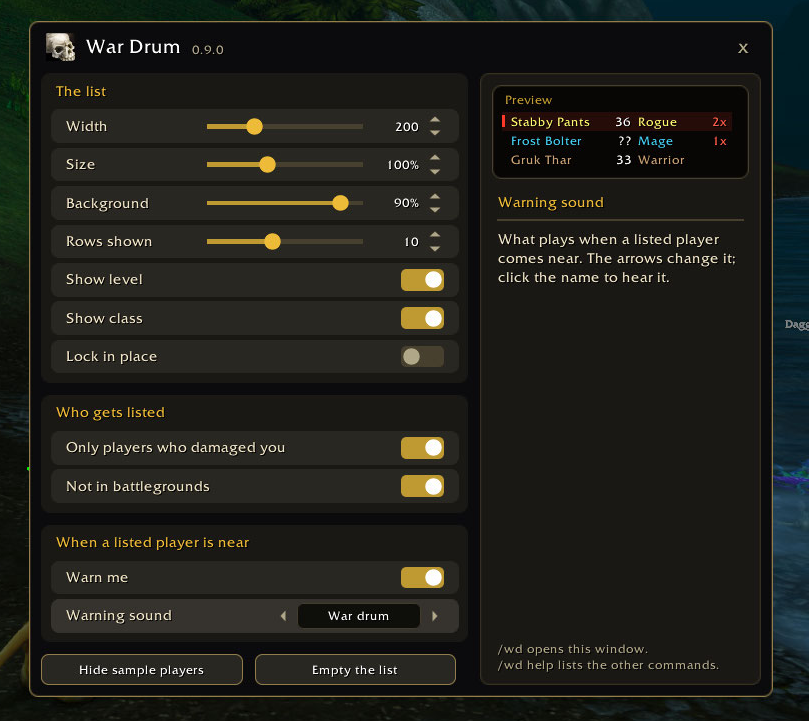 War Drum 0.9.0 x
The list
Width 200
Size 100%
Background 90%
Rows shown 10
Show level
Show class
Lock in place
Who gets listed
Only players who damaged you
Not in battlegrounds
When a listed player is near
Warn me
Warning sound War drum
Hide sample players Empty the list
Preview
Stabby Pants 36 Rogue 2x
Frost Bolter ?? Mage 1x
Gruk Thar 33 Warrior
Warning sound
What plays when a listed player
comes near. The arrows change it;
click the name to hear it.
/wd opens this window.
/wd help lists the other commands.